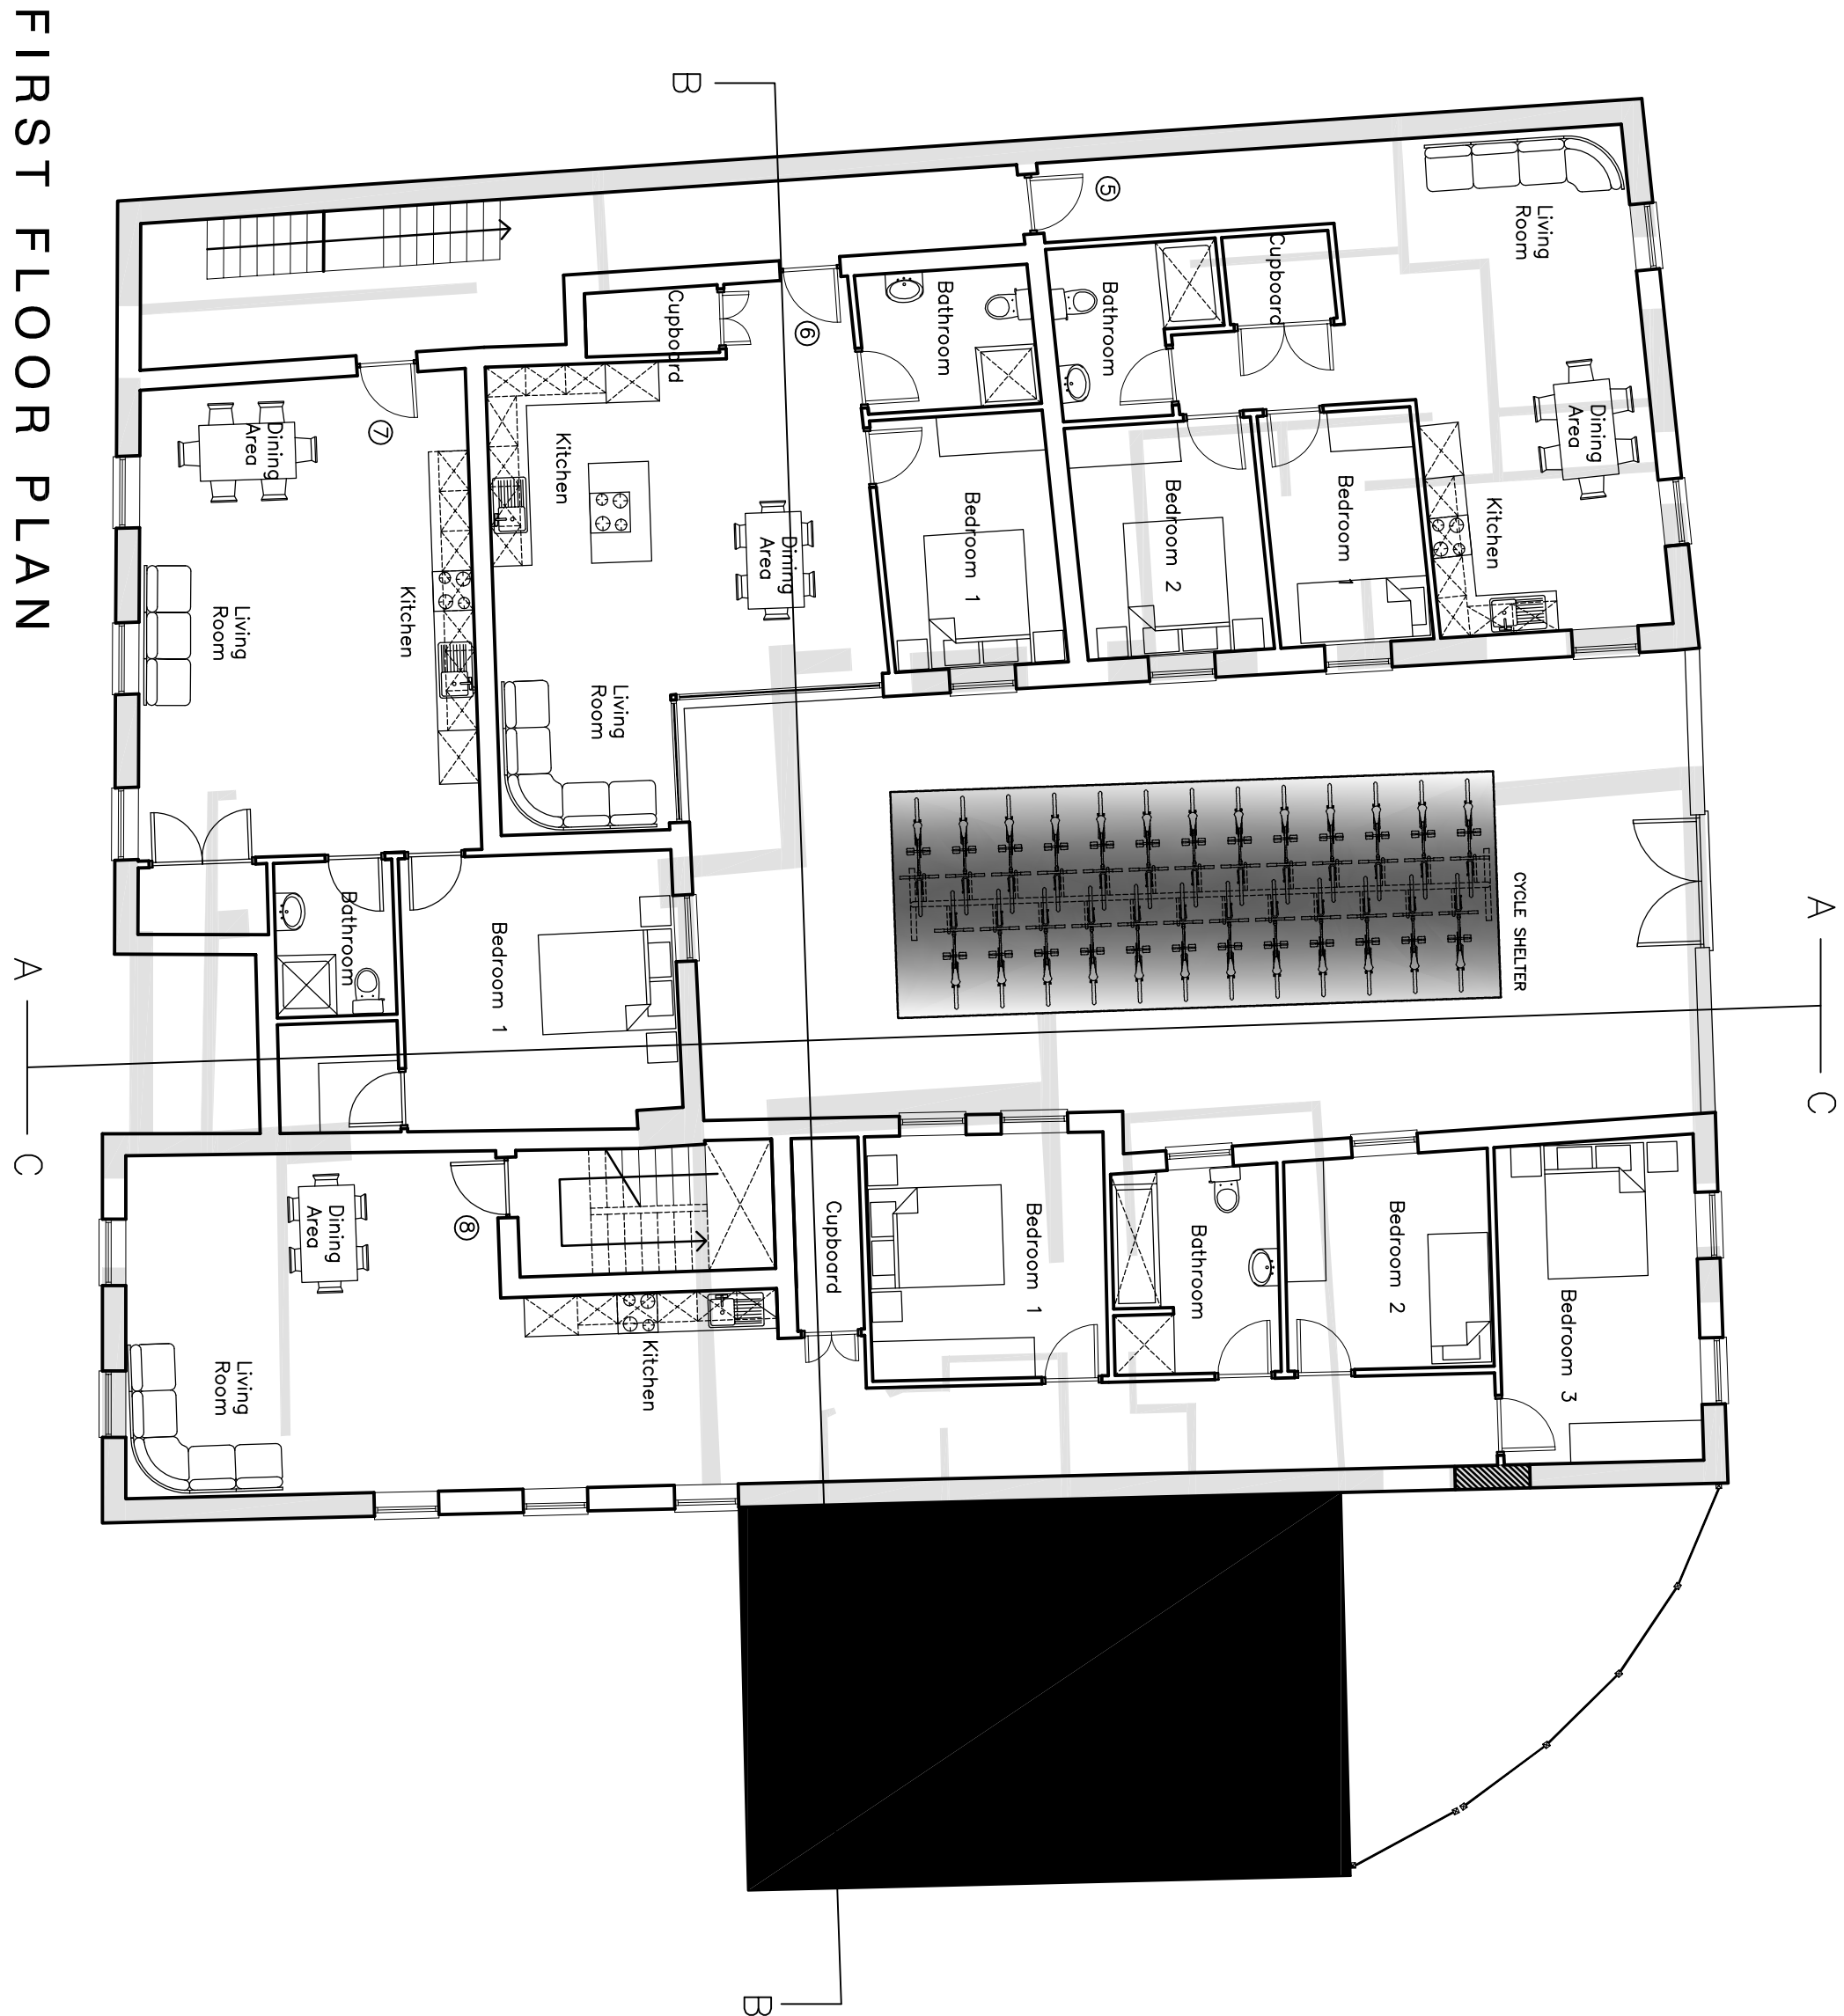 FIRST FLOOR PLAN
B
5
Living
Room
Cupboard
Bathroom
Bathroom
Cupboard
6
7
Dining
Area
Dining
Area
Kitchen
Kitchen
Bedroom 1
Bedroom 2
Bedroom 1
Dining
Area
Kitchen
Living
Room
Living
Room
CYCLE SHELTER
Bathroom
Bedroom 1
A
C
A
C
8
Dining
Area
Cupboard
Bedroom 1
Bathroom
Bedroom 2
Bedroom 3
Living
Room
Kitchen
B